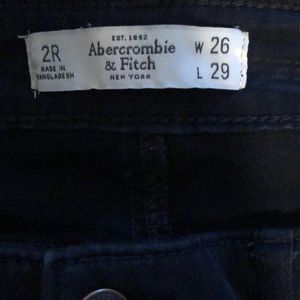 2R
MADE IN
BANGLADESH
EST. 1892
Abercrombie
& Fitch
NEW YORK
W 26
L 29